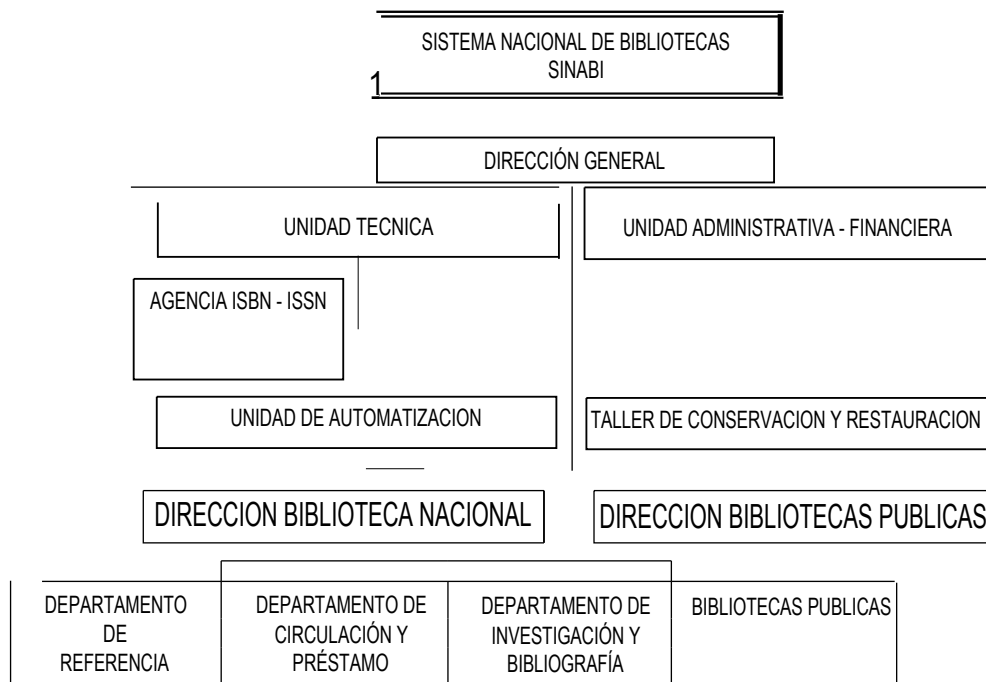 SISTEMA NACIONAL DE BIBLIOTECAS
SINABI
1
DIRECCIÓN GENERAL
UNIDAD TECNICA
UNIDAD ADMINISTRATIVA - FINANCIERA
AGENCIA ISBN - ISSN
UNIDAD DE AUTOMATIZACION
TALLER DE CONSERVACION Y RESTAURACION
DIRECCION BIBLIOTECA NACIONAL
DIRECCION BIBLIOTECAS PUBLICAS
DEPARTAMENTO
DE
REFERENCIA
DEPARTAMENTO DE
CIRCULACIÓN Y
PRÉSTAMO
DEPARTAMENTO DE
INVESTIGACIÓN Y
BIBLIOGRAFÍA
BIBLIOTECAS PUBLICAS